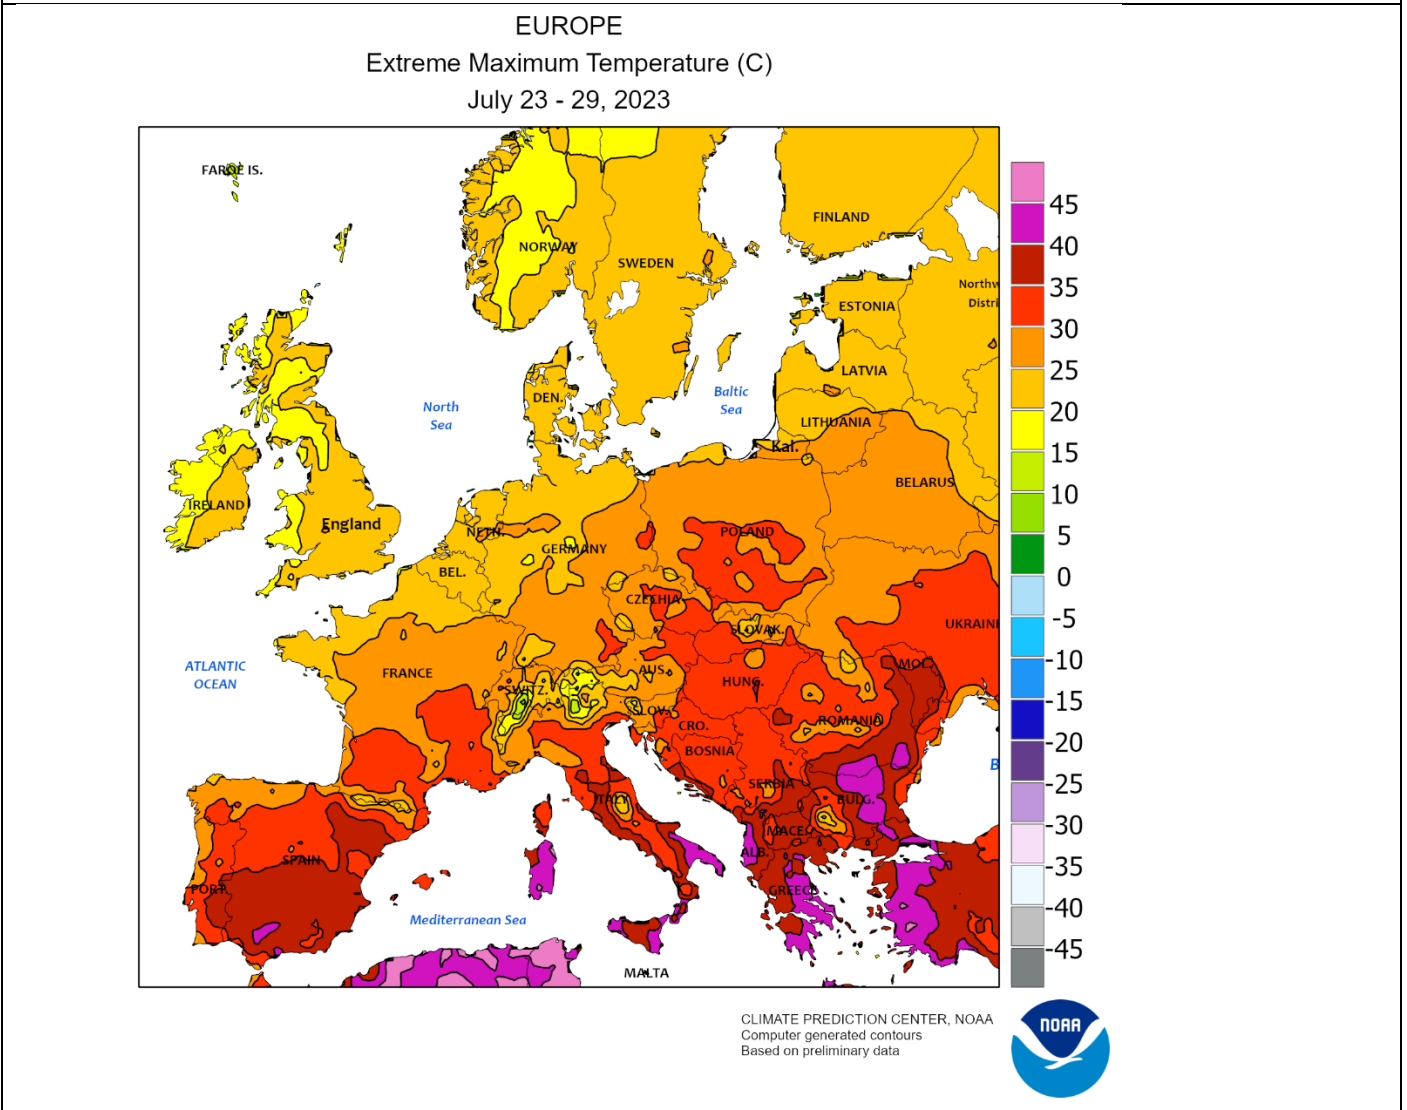 EUROPE
Extreme Maximum Temperature (C)
July 23 - 29, 2023
FAROE IS.
FINLAND
NORWAY
SWEDEN
Northw
Distri
ESTONIA
LATVIA
DEN.
Baltic
Sea
North
Sea
LITHUANIA
Kal.
BELARUS
IRELAND
England
NETH.
POLAND
GERMANY
BEL.
CZECHIA
SLOVAK.
UKRAIN
ATLANTIC
OCEAN
FRANCE
AUS.
MOL.
SWITZ.
HUNG.
SLOV.
CRO.
ROMANIA
BOSNIA
B
SERBIA
ITALY
BULG.
MACE.
ALB.
SPAIN
PORT.
GREECE
Mediterranean Sea
MALTA
45
40
35
30
25
20
15
10
5
0
-5
-10
-15
-20
-25
-30
-35
-40
-45
CLIMATE PREDICTION CENTER, NOAA
Computer generated contours
Based on preliminary data
NOAA